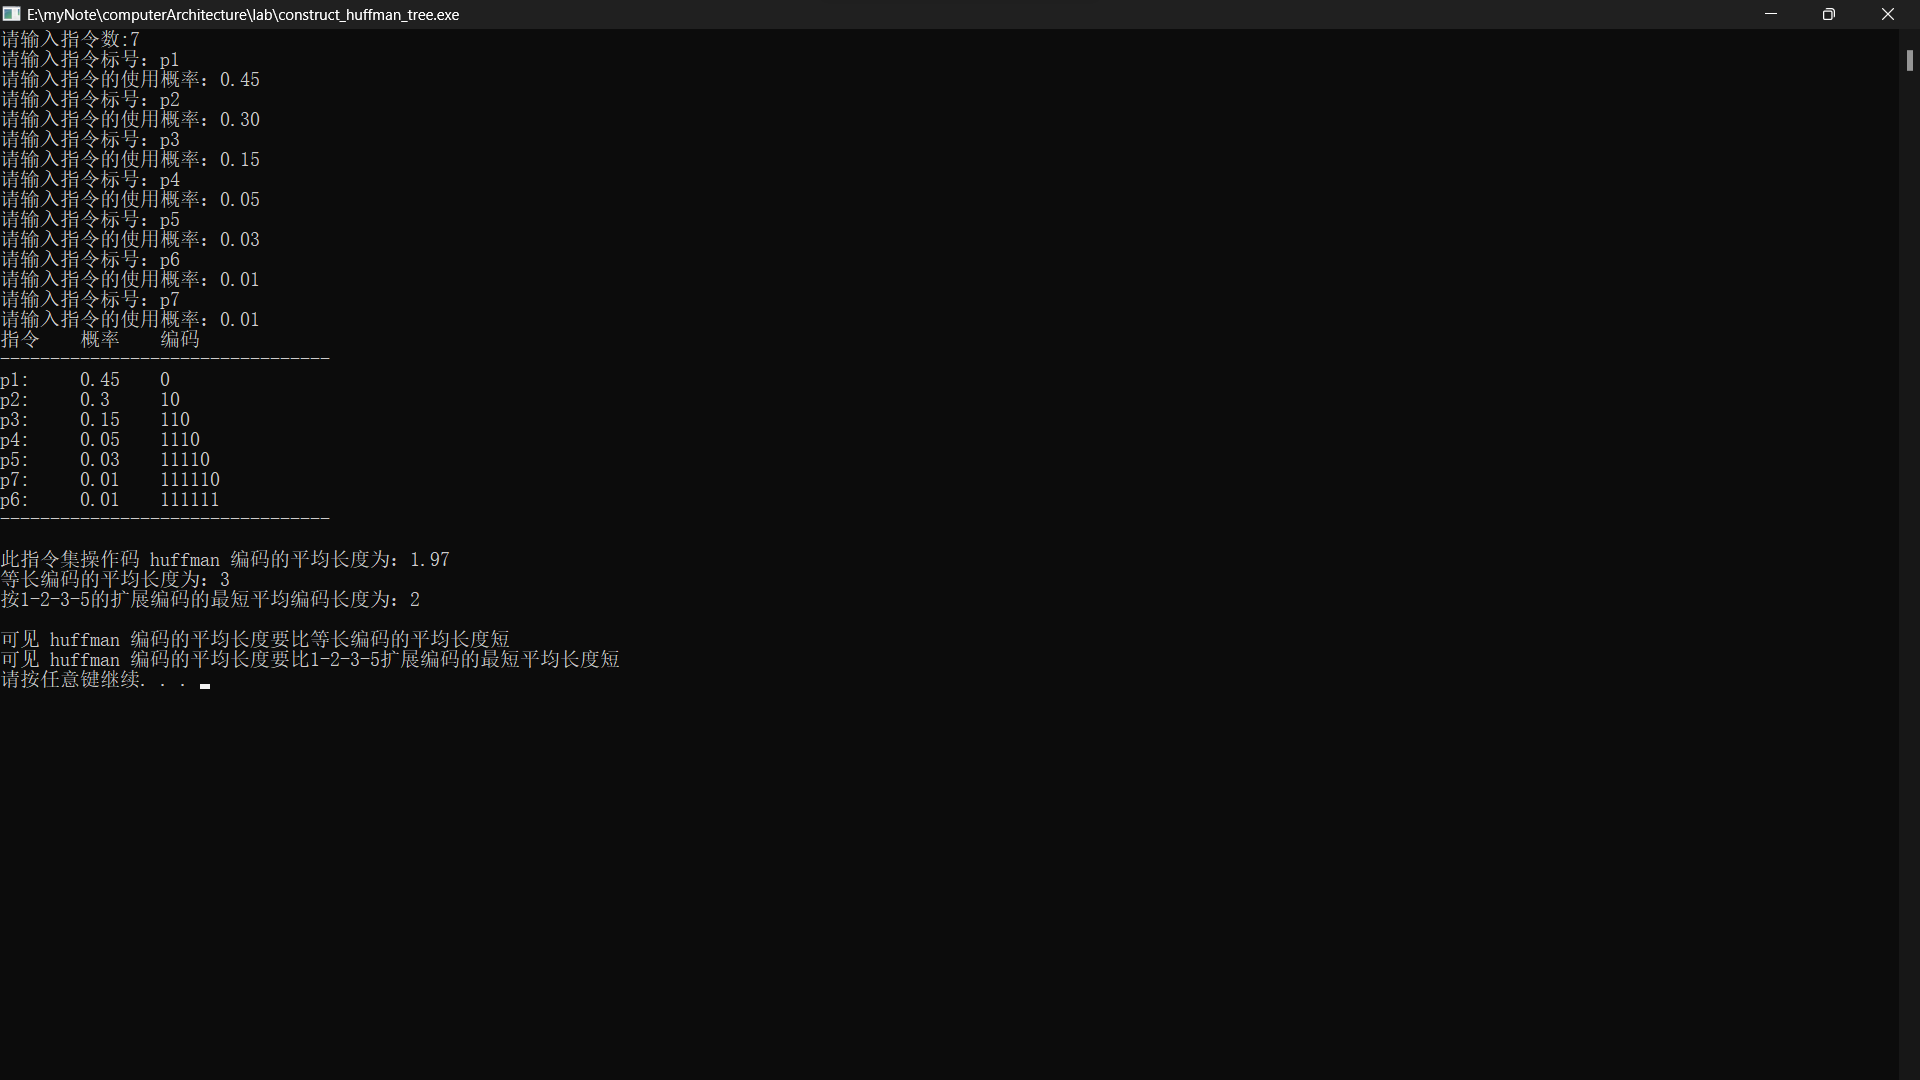 E:\myNote\computerArchitecture\lab\construct_huffman_tree.exe
请输入指令数:7
请输入指令标号：p1
请输入指令的使用概率：0.45
请输入指令标号：p2
请输入指令的使用概率：0.30
请输入指令标号：p3
请输入指令的使用概率：0.15
请输入指令标号：p4
请输入指令的使用概率：0.05
请输入指令标号：p5
请输入指令的使用概率：0.03
请输入指令标号：p6
请输入指令的使用概率：0.01
请输入指令标号：p7
请输入指令的使用概率：0.01
指令    概率    编码
---------------------------------
p1:     0.45    0
p2:     0.3     10
p3:     0.15    110
p4:     0.05    1110
p5:     0.03    11110
p7:     0.01    111110
p6:     0.01    111111
---------------------------------
此指令集操作码 huffman 编码的平均长度为：1.97
等长编码的平均长度为：3
按1-2-3-5的扩展编码的最短平均编码长度为：2
可见 huffman 编码的平均长度要比等长编码的平均长度短
可见 huffman 编码的平均长度要比1-2-3-5扩展编码的最短平均长度短
请按任意键继续. . .